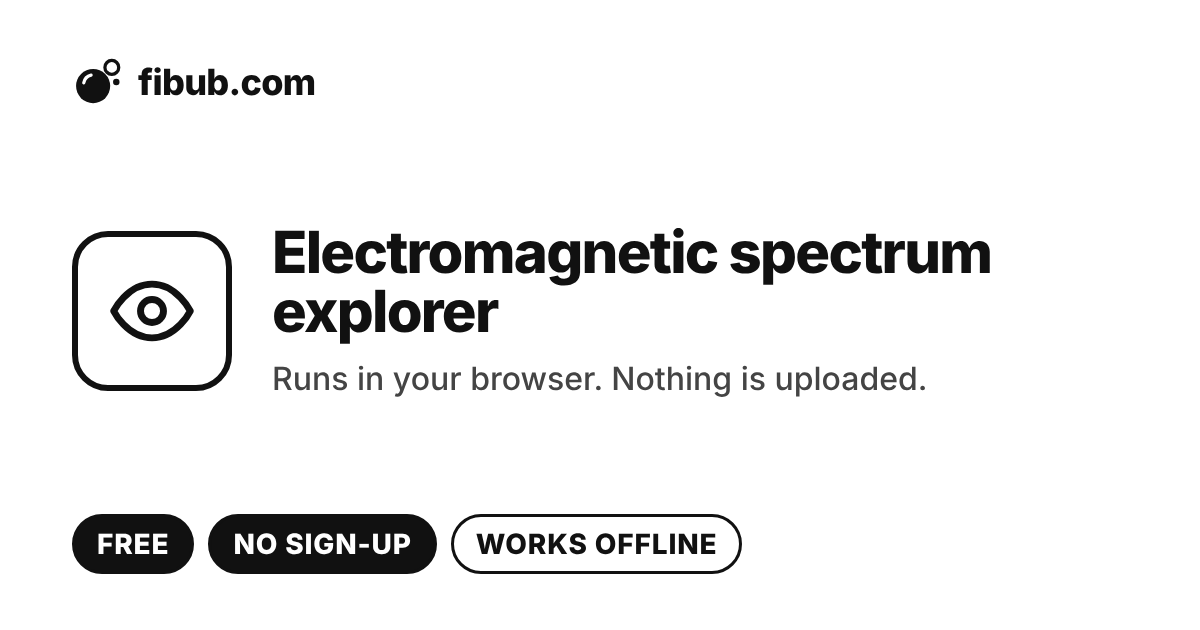 fibub.com
Electromagnetic spectrum
explorer
Runs in your browser. Nothing is uploaded.
FREE
NO SIGN-UP
WORKS OFFLINE